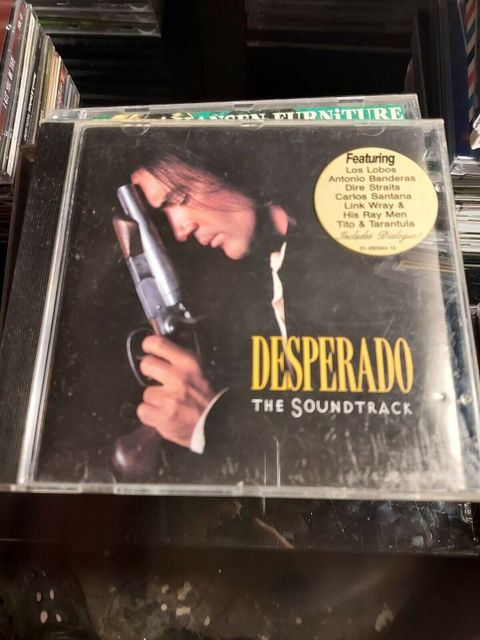 ANSEN FURNiTURE
Featuring
Los Lobos
Antonio Banderas
Dire Straits
Carlos Santana
Link Wray &
His Ray Men
Tito & Tarantula
Includes Dialogue!
DESPERADO
THE SOUNDTRACK